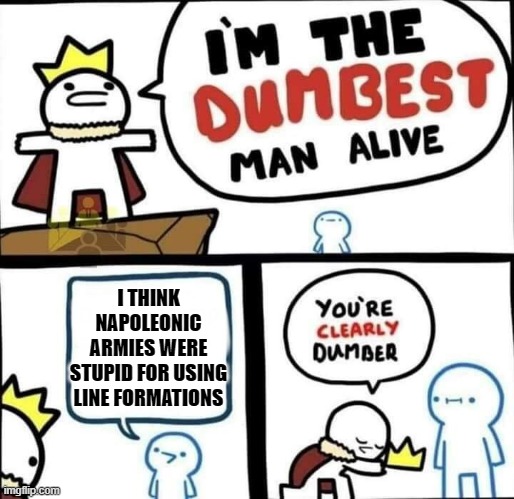 I'M THE
DUMBEST
MAN ALIVE
I THINK
NAPOLEONIC
ARMIES WERE
STUPID FOR USING
LINE FORMATIONS
YOU'RE
CLEARLY
DUMBER
imgflip.com